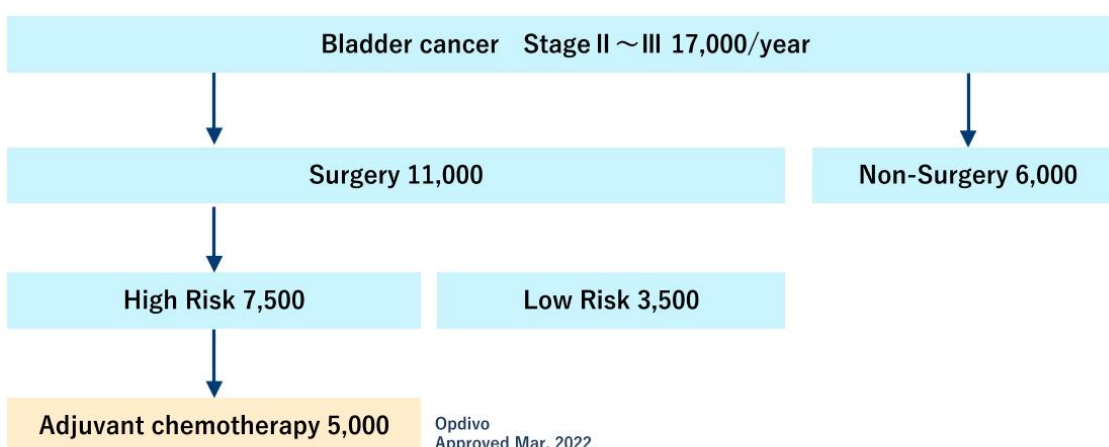 Bladder cancer Stage Ⅱ ～Ⅲ 17,000/year
Surgery 11,000
Non-Surgery 6,000
High Risk 7,500
Low Risk 3,500
Adjuvant chemotherapy 5,000
Opdivo
Approved Mar. 2022